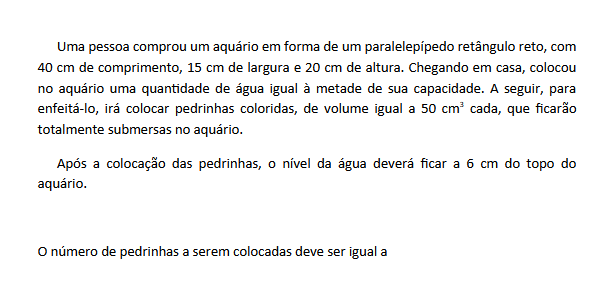 Uma pessoa comprou um aquário em forma de um paralelepípedo retângulo reto, com
40 cm de comprimento, 15 cm de largura e 20 cm de altura. Chegando em casa, colocou
no aquário uma quantidade de água igual à metade de sua capacidade. A seguir, para
enfeitá-lo, irá colocar pedrinhas coloridas, de volume igual a 50 cm³ cada, que ficarão
totalmente submersas no aquário.
Após a colocação das pedrinhas, o nível da água deverá ficar a 6 cm do topo do
aquário.
O número de pedrinhas a serem colocadas deve ser igual a